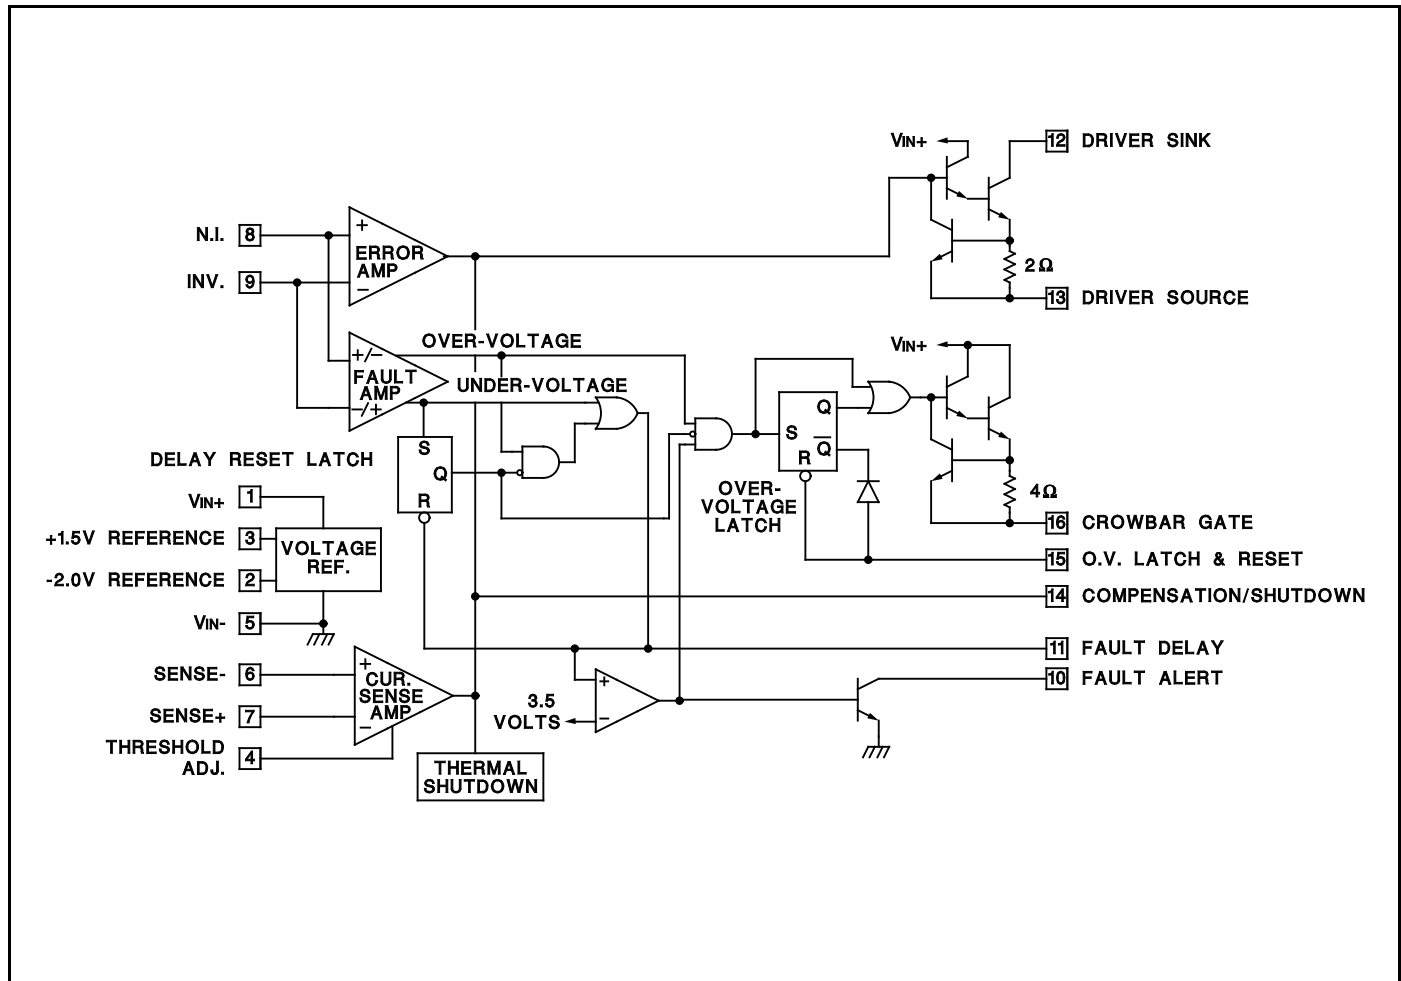 VIN+
12 DRIVER SINK
N.I. 8
+
ERROR
AMP
−
INV. 9
2Ω
13 DRIVER SOURCE
OVER-VOLTAGE
VIN+
+/−
FAULT
AMP
−/+
UNDER-VOLTAGE
S
Q
R
Q
S
Q
R
DELAY RESET LATCH
OVER-
VOLTAGE
LATCH
4Ω
16 CROWBAR GATE
VIN+ 1
+1.5V REFERENCE 3
VOLTAGE
REF.
-2.0V REFERENCE 2
VIN- 5
15 O.V. LATCH & RESET
14 COMPENSATION/SHUTDOWN
11 FAULT DELAY
10 FAULT ALERT
SENSE- 6
+
CUR.
SENSE
AMP
−
SENSE+ 7
THRESHOLD
ADJ. 4
3.5
VOLTS
+
−
THERMAL
SHUTDOWN